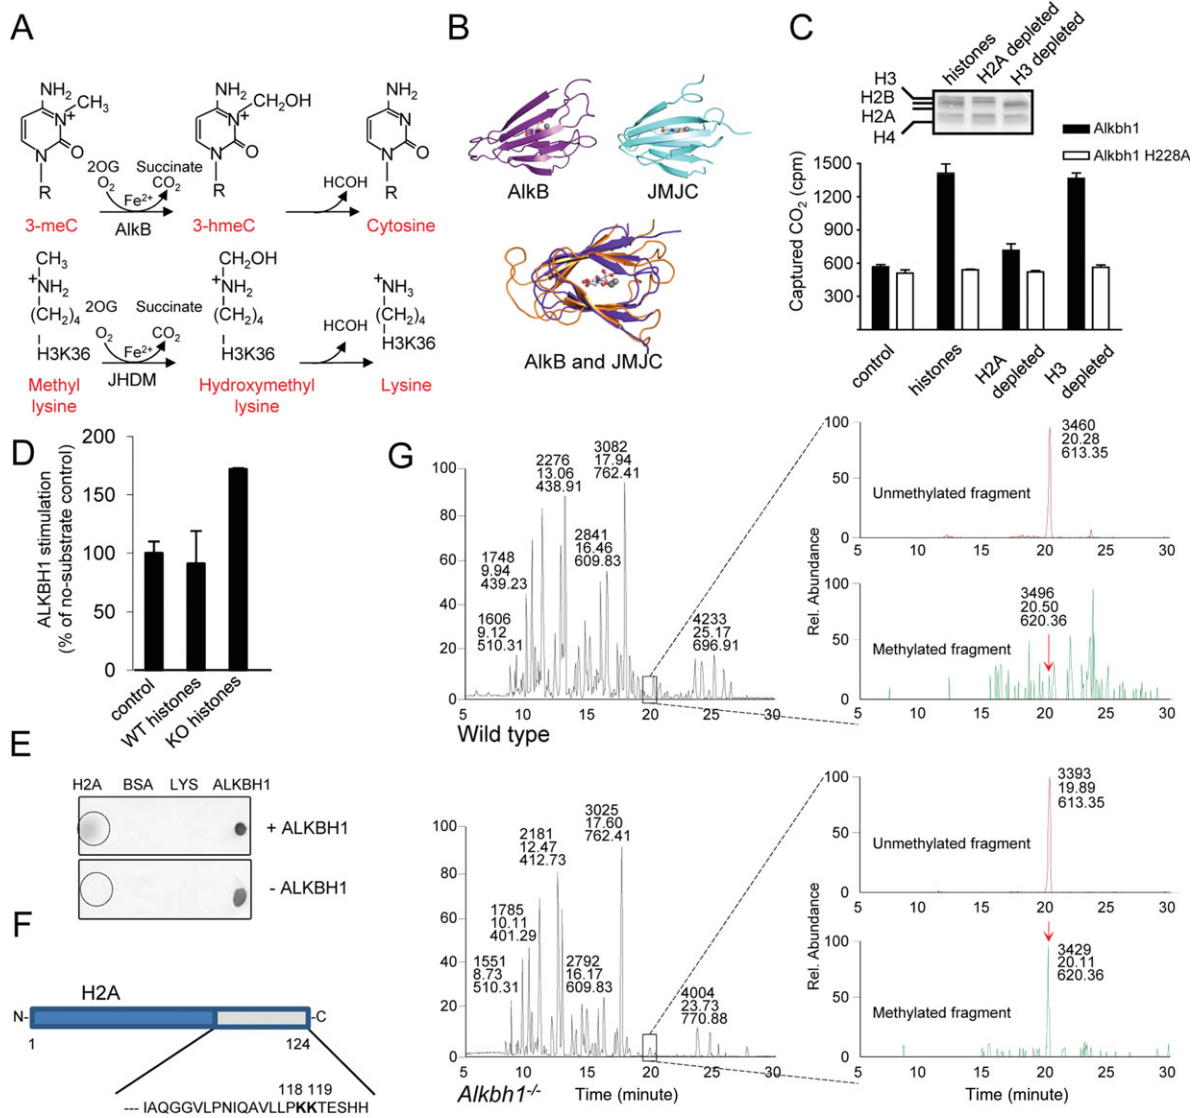 A
NH2
CH3
N
+
N
O
R
3-meC
2OG
O2
Succinate
CO2
Fe2+
AlkB
NH2
CH2OH
N
+
N
O
R
3-hmeC
HCOH
NH2
N
N
O
R
Cytosine
CH3
+
NH2
(CH2)4
H3K36
Methyl
lysine
2OG
O2
Succinate
CO2
Fe2+
JHDM
CH2OH
+
NH2
(CH2)4
H3K36
Hydroxymethyl
lysine
HCOH
+
NH3
(CH2)4
H3K36
Lysine
B
AlkB
JMJC
AlkB and JMJC
C
histones
H2A depleted
H3 depleted
H3
H2B
H2A
H4
Alkbh1
Alkbh1 H228A
Captured CO2 (cpm)
1500
1200
900
600
300
control
histones
H2A
depleted
H3
depleted
D
ALKBH1 stimulation
(% of no-substrate control)
200
150
100
50
0
control
WT histones
KO histones
E
H2A BSA LYS ALKBH1
+ ALKBH1
- ALKBH1
F
H2A
N-
-C
1
124
118 119
--- IAQGGVLPNIQAVLLPKKTESHH
G
100
80
60
40
20
0
1606
9.12
510.31
1748
9.94
439.23
2276
13.06
438.91
2841
16.46
609.83
3082
17.94
762.41
4233
25.17
696.91
5 10 15 20 25 30
Wild type
Rel. Abundance
100
50
0
Unmethylated fragment
3460
20.28
613.35
5 10 15 20 25 30
100
50
0
Methylated fragment
3496
20.50
620.36
5 10 15 20 25 30
100
80
60
40
20
0
1551
8.73
510.31
1785
10.11
401.29
2181
12.47
412.73
2792
16.17
609.83
3025
17.60
762.41
4004
23.73
770.88
5 10 15 20 25 30
Alkbh1-/-
Time (minute)
Rel. Abundance
100
50
0
Unmethylated fragment
3393
19.89
613.35
5 10 15 20 25 30
100
50
0
Methylated fragment
3429
20.11
620.36
5 10 15 20 25 30
Time (minute)